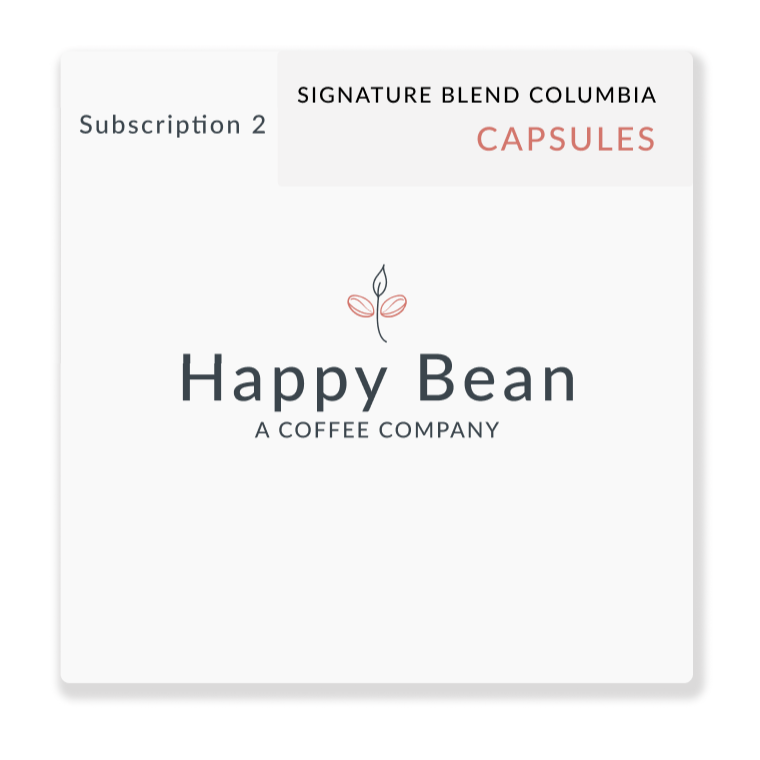 Subscription 2
SIGNATURE BLEND COLUMBIA
CAPSULES
Happy Bean
A COFFEE COMPANY